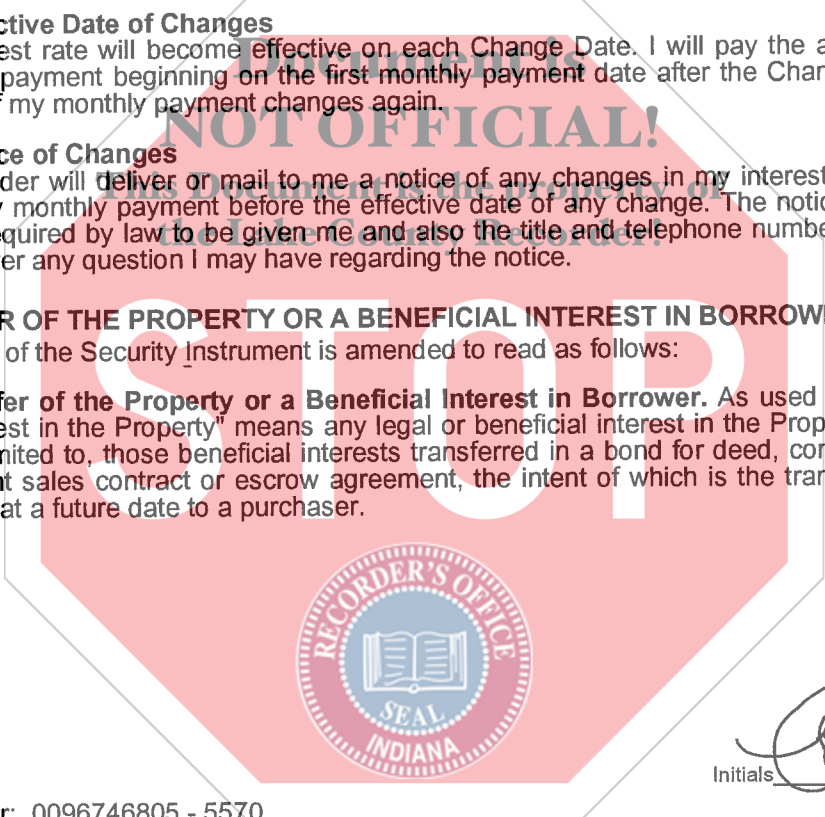 ctive Date of Changes
est rate will become effective on each Change Date. I will pay the a
payment beginning on the first monthly payment date after the Chan
f my monthly payment changes again.
ce of Changes
der will deliver or mail to me a notice of any changes in my interest
y monthly payment before the effective date of any change. The notic
quired by law to be given me and also the title and telephone numbe
er any question I may have regarding the notice.
R OF THE PROPERTY OR A BENEFICIAL INTEREST IN BORROW
of the Security Instrument is amended to read as follows:
fer of the Property or a Beneficial Interest in Borrower. As used
est in the Property" means any legal or beneficial interest in the Prop
nited to, those beneficial interests transferred in a bond for deed, con
nt sales contract or escrow agreement, the intent of which is the tran
at a future date to a purchaser.
Document is
NOT OFFICIAL!
This Document is the property of
the Lake County Recorder!
STOP
RECORDER'S OFFICE
SEAL
INDIANA
Initials
r: 0096746805 - 5570